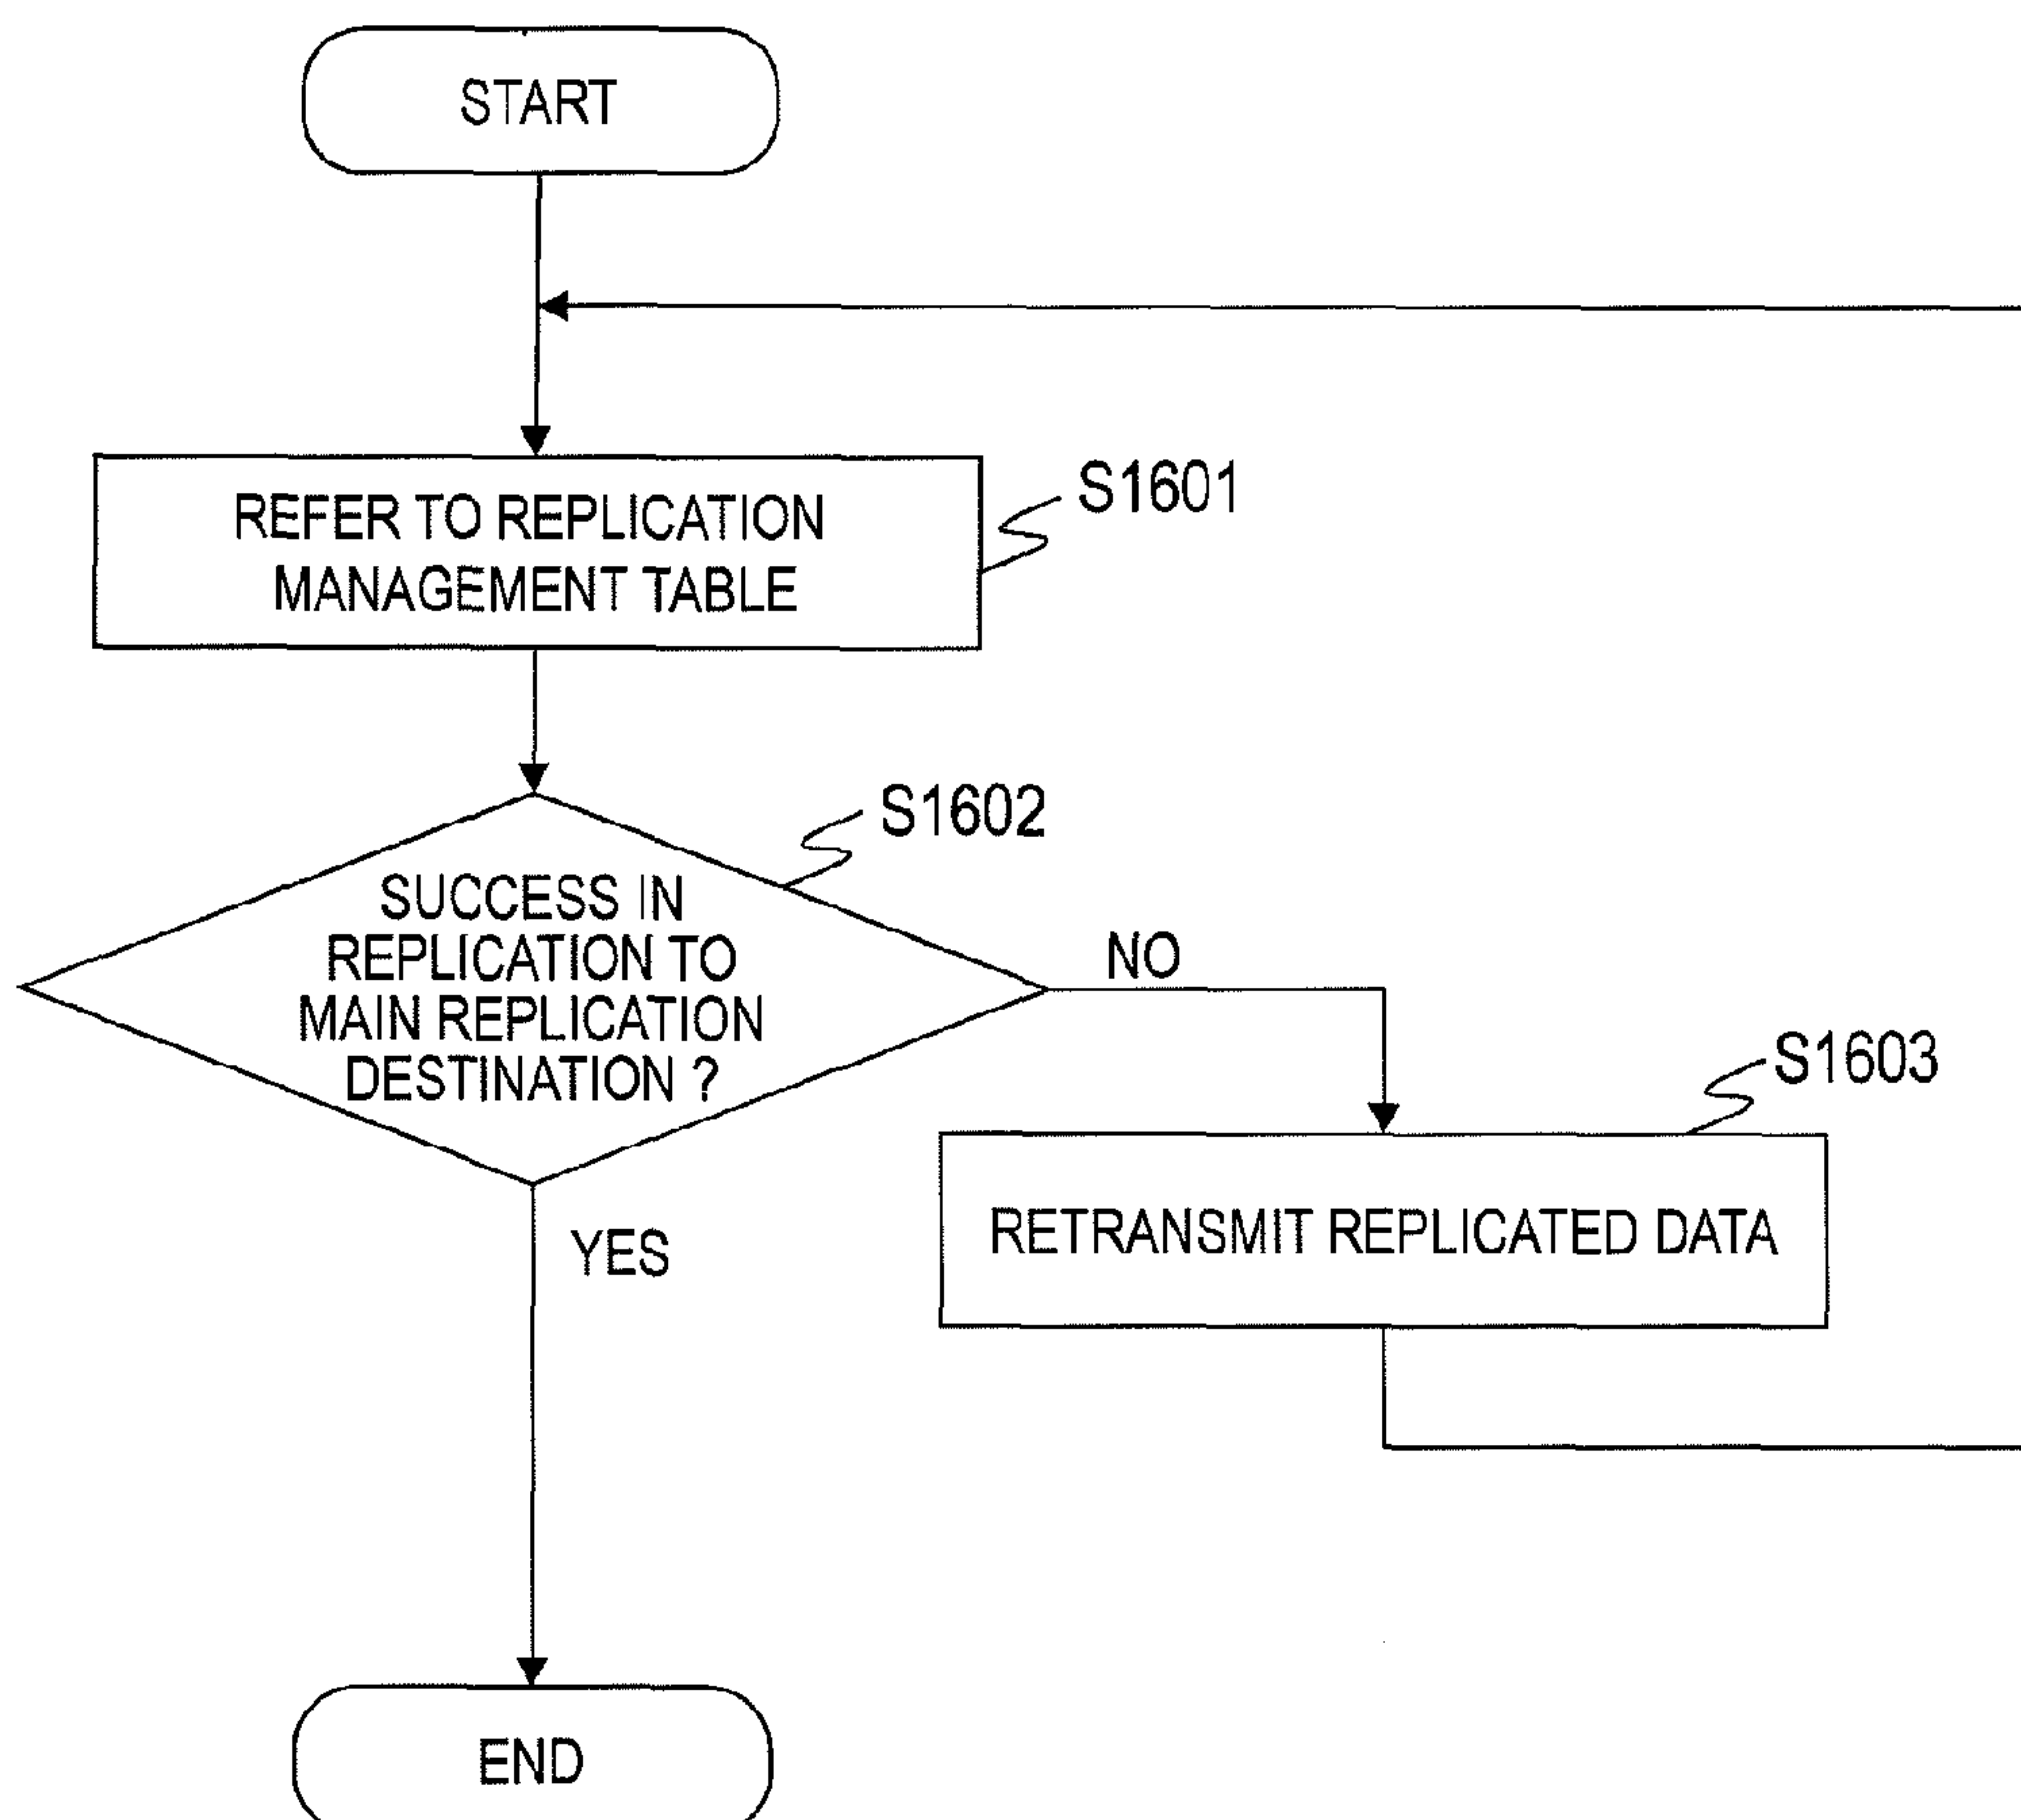 START
REFER TO REPLICATION
MANAGEMENT TABLE
S1601
SUCCESS IN
REPLICATION TO
MAIN REPLICATION
DESTINATION ?
S1602
NO
YES
S1603
RETRANSMIT REPLICATED DATA
END